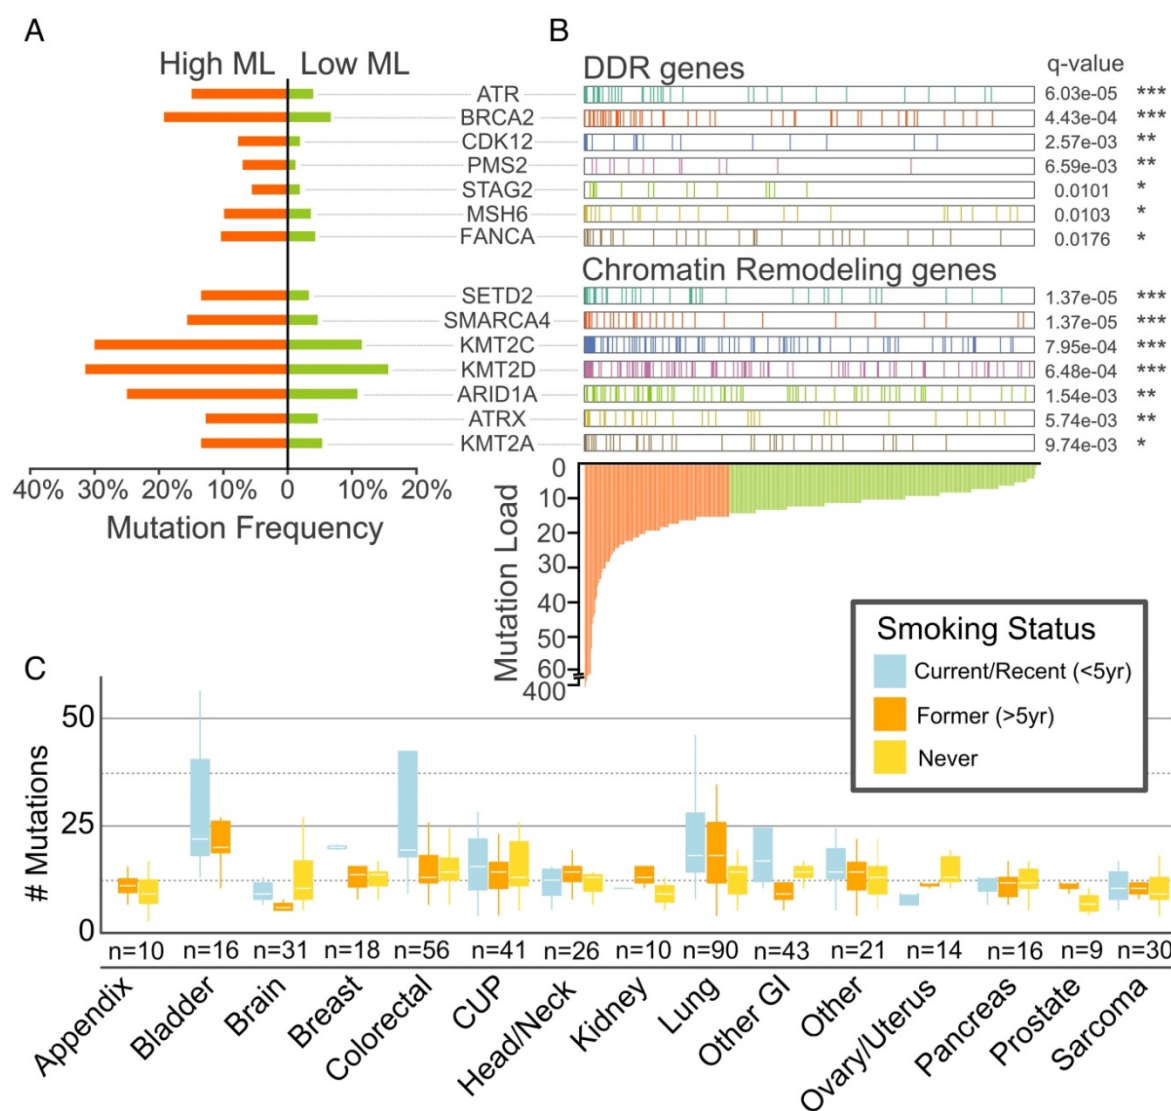 A
B
High ML Low ML
DDR genes
q-value
ATR 6.03e-05 ***
BRCA2 4.43e-04 ***
CDK12 2.57e-03 **
PMS2 6.59e-03 **
STAG2 0.0101 *
MSH6 0.0103 *
FANCA 0.0176 *
Chromatin Remodeling genes
SETD2 1.37e-05 ***
SMARCA4 1.37e-05 ***
KMT2C 7.95e-04 ***
KMT2D 6.48e-04 ***
ARID1A 1.54e-03 **
ATRX 5.74e-03 **
KMT2A 9.74e-03 *
40% 30% 20% 10% 0 10% 20%
Mutation Frequency
Mutation Load
0
10
20
30
40
50
60
400
Smoking Status
Current/Recent (<5yr)
Former (>5yr)
Never
C
# Mutations
50
25
0
n=10 n=16 n=31 n=18 n=56 n=41 n=26 n=10 n=90 n=43 n=21 n=14 n=16 n=9 n=30
Appendix
Bladder
Brain
Breast
Colorectal
CUP
Head/Neck
Kidney
Lung
Other GI
Other
Ovary/Uterus
Pancreas
Prostate
Sarcoma